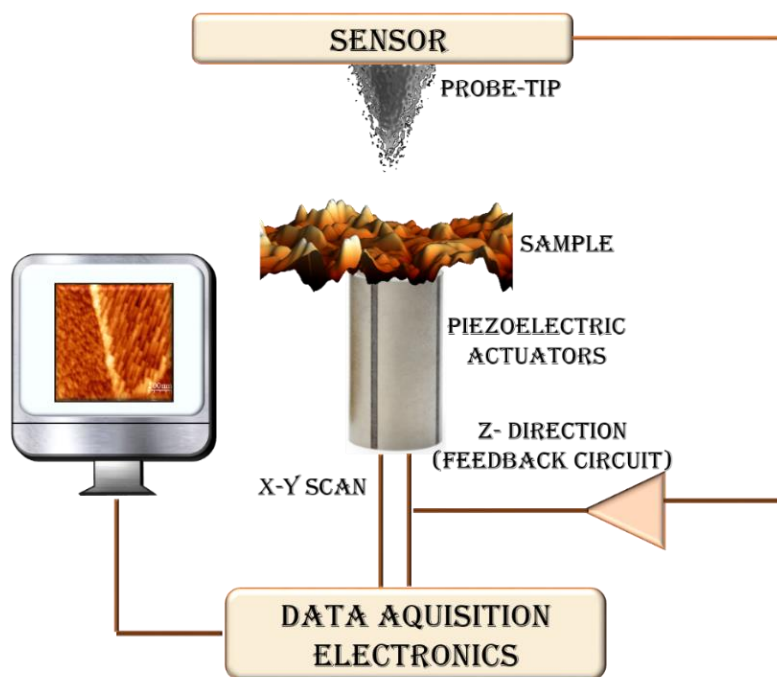 SENSOR
PROBE-TIP
SAMPLE
PIEZOELECTRIC
ACTUATORS
Z- DIRECTION
(FEEDBACK CIRCUIT)
X-Y SCAN
DATA AQUISITION
ELECTRONICS